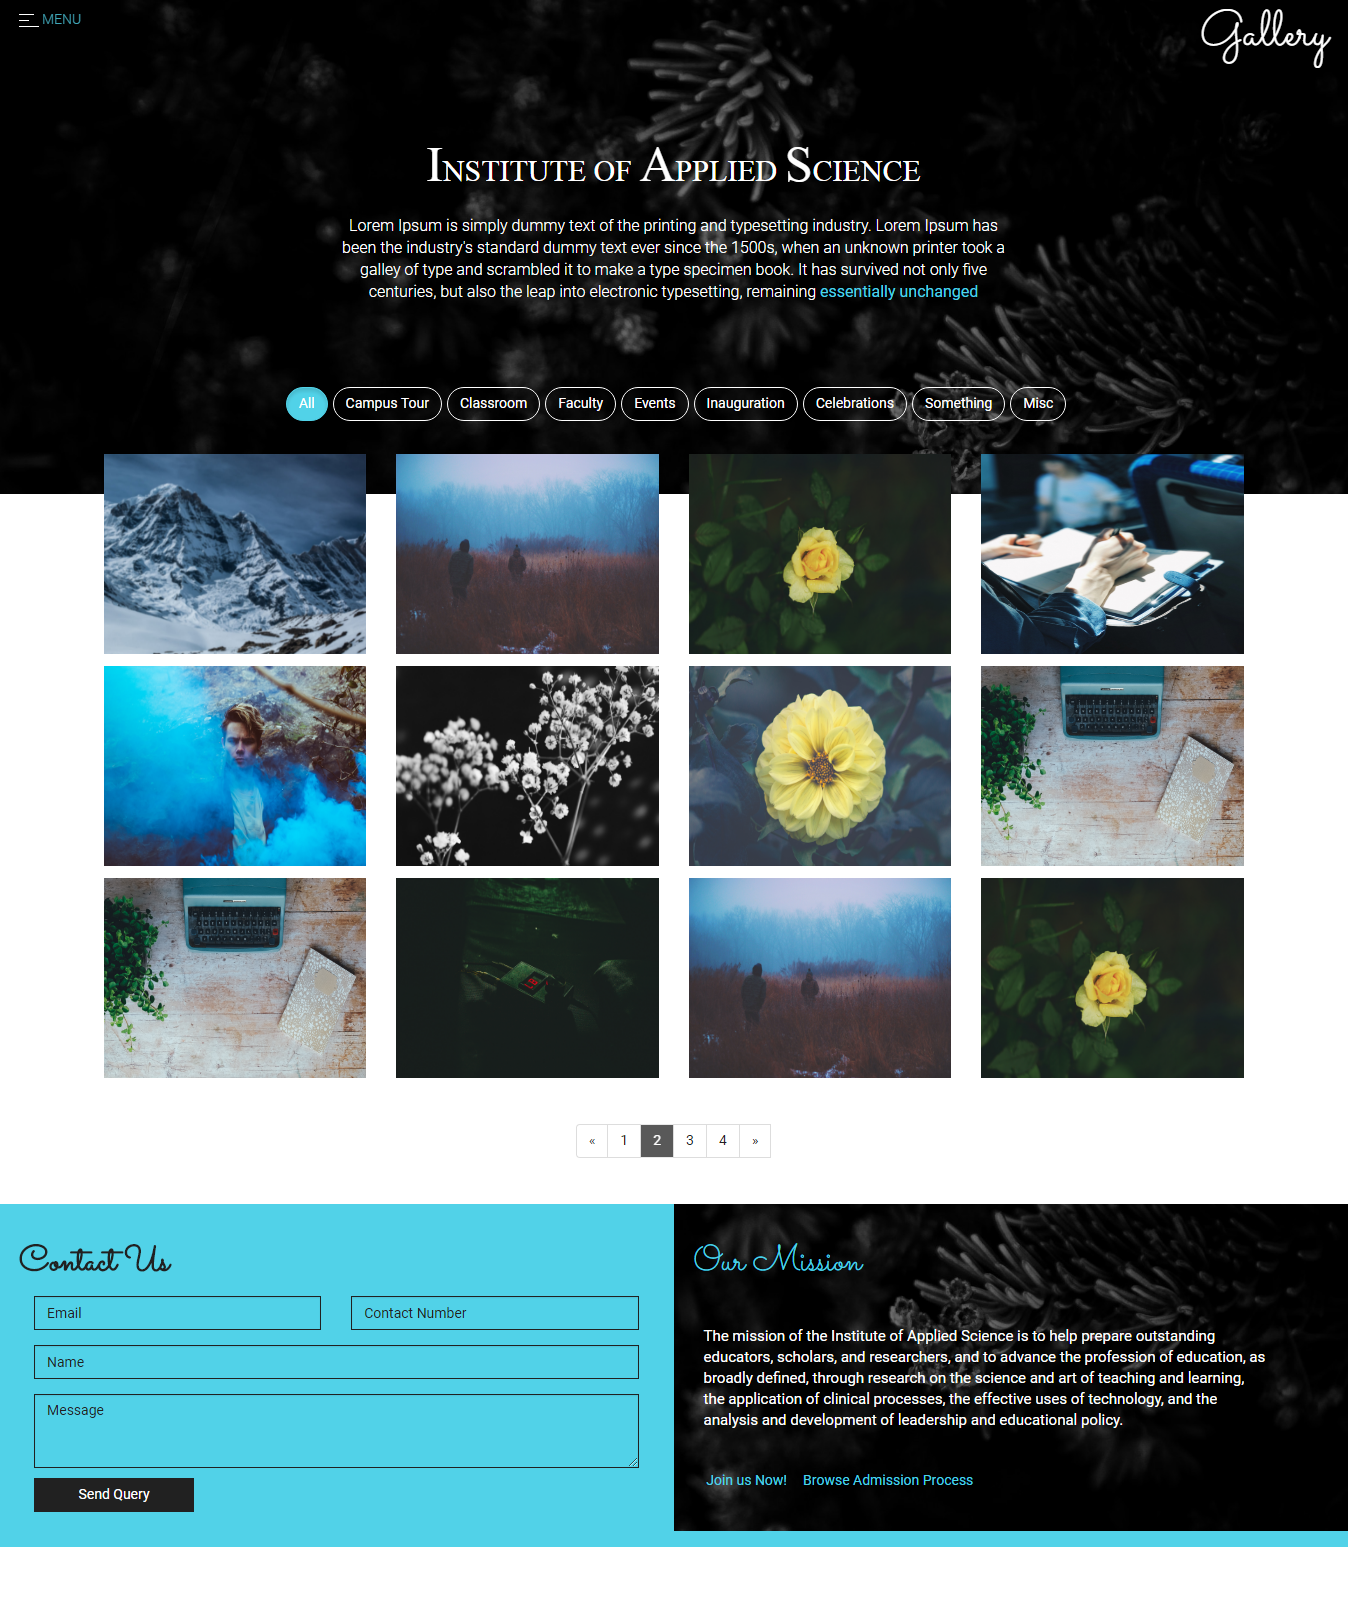 MENU
Gallery
Institute of Applied Science
Lorem Ipsum is simply dummy text of the printing and typesetting industry. Lorem Ipsum has
been the industry's standard dummy text ever since the 1500s, when an unknown printer took a
galley of type and scrambled it to make a type specimen book. It has survived not only five
centuries, but also the leap into electronic typesetting, remaining essentially unchanged
All Campus Tour Classroom Faculty Events Inauguration Celebrations Something Misc
« 1 2 3 4 »
Contact Us
Email Contact Number
Name
Message
Send Query
Our Mission
The mission of the Institute of Applied Science is to help prepare outstanding
educators, scholars, and researchers, and to advance the profession of education, as
broadly defined, through research on the science and art of teaching and learning,
the application of clinical processes, the effective uses of technology, and the
analysis and development of leadership and educational policy.
Join us Now! Browse Admission Process